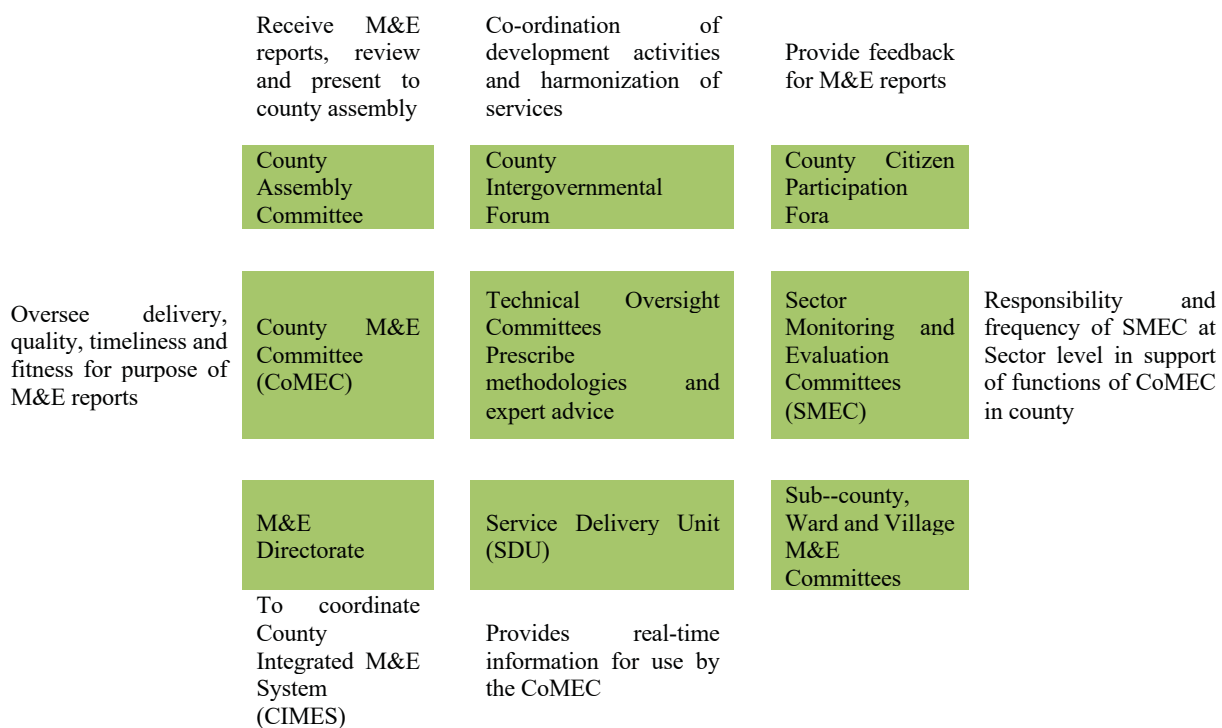 Receive M&E
reports, review
and present to
county assembly
Co-ordination of
development activities
and harmonization of
services
Provide feedback
for M&E reports
County
Assembly
Committee
County
Intergovernmental
Forum
County Citizen
Participation
Fora
Oversee delivery,
quality, timeliness and
fitness for purpose of
M&E reports
County M&E
Committee
(CoMEC)
Technical Oversight
Committees
Prescribe
methodologies and
expert advice
Sector
Monitoring and
Evaluation
Committees
(SMEC)
Responsibility and
frequency of SMEC at
Sector level in support
of functions of CoMEC
in county
M&E
Directorate
Service Delivery Unit
(SDU)
Sub--county,
Ward and Village
M&E
Committees
To coordinate
County
Integrated M&E
System
(CIMES)
Provides real-time
information for use by
the CoMEC